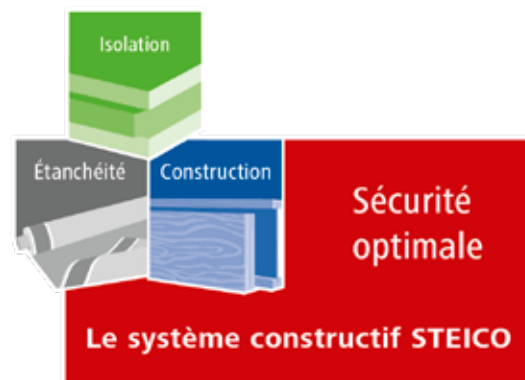 Isolation
Étanchéité
Construction
Sécurité
optimale
Le système constructif STEICO